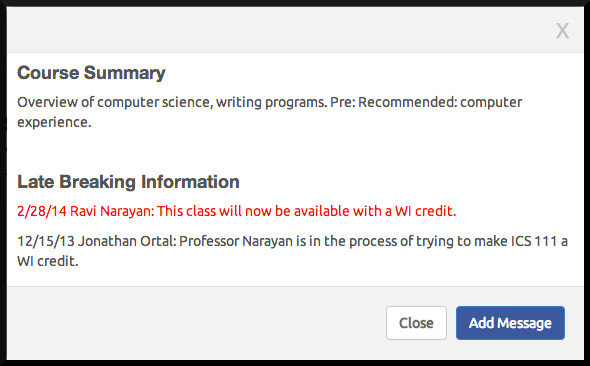 X
Course Summary
Overview of computer science, writing programs. Pre: Recommended: computer
experience.
Late Breaking Information
2/28/14 Ravi Narayan: This class will now be available with a WI credit.
12/15/13 Jonathan Ortal: Professor Narayan is in the process of trying to make ICS 111 a
WI credit.
Close
Add Message